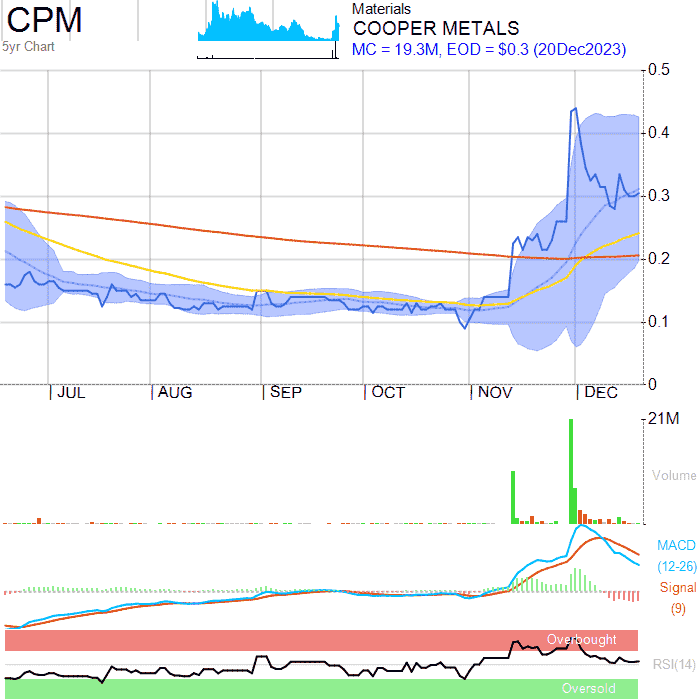 CPM
Materials
COOPER METALS
5yr Chart
MC = 19.3M, EOD = $0.3 (20Dec2023)
0.5
0.4
0.3
0.2
0.1
0
JUL
AUG
SEP
OCT
NOV
DEC
21M
Volume
MACD
(12-26)
Signal
(9)
Overbought
RSI(14)
Oversold